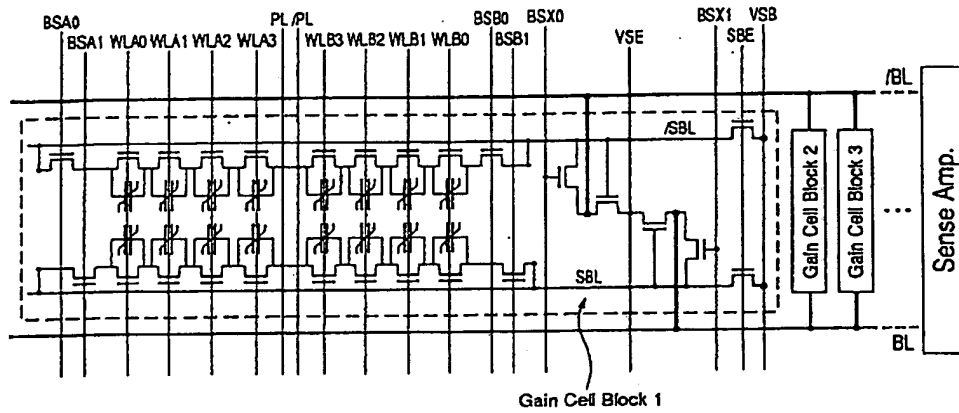 BSA0 PL /PL BSB0 BSX0 BSX1 VSB
BSA1 WLA0 WLA1 WLA2 WLA3 WLB3 WLB2 WLB1 WLB0 BSB1 VSE SBE
/BL
/SBL
Gain Cell Block 2
Gain Cell Block 3
...
Sense Amp.
SBL
BL
Gain Cell Block 1